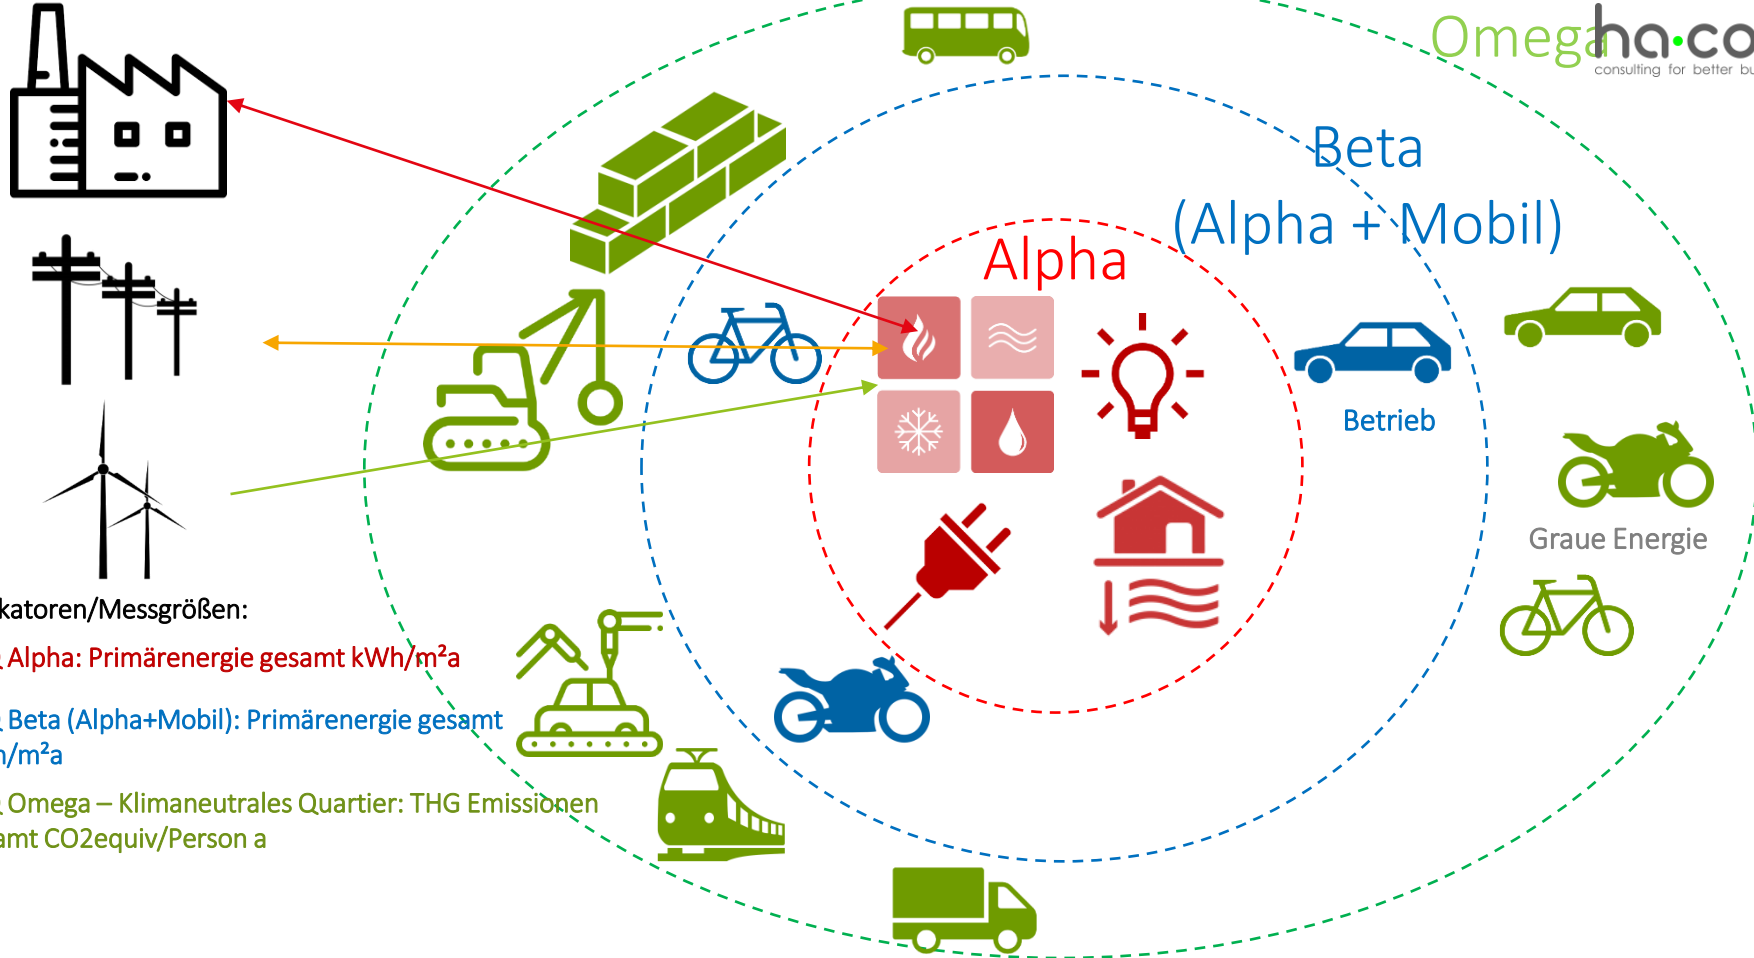 Omega
ha.co
consulting for better bu
Beta
(Alpha + Mobil)
Alpha
Betrieb
Graue Energie
katoren/Messgrößen:
Alpha: Primärenergie gesamt kWh/m²a
Beta (Alpha+Mobil): Primärenergie gesamt
h/m²a
Omega – Klimaneutrales Quartier: THG Emissionen
amt CO2equiv/Person a